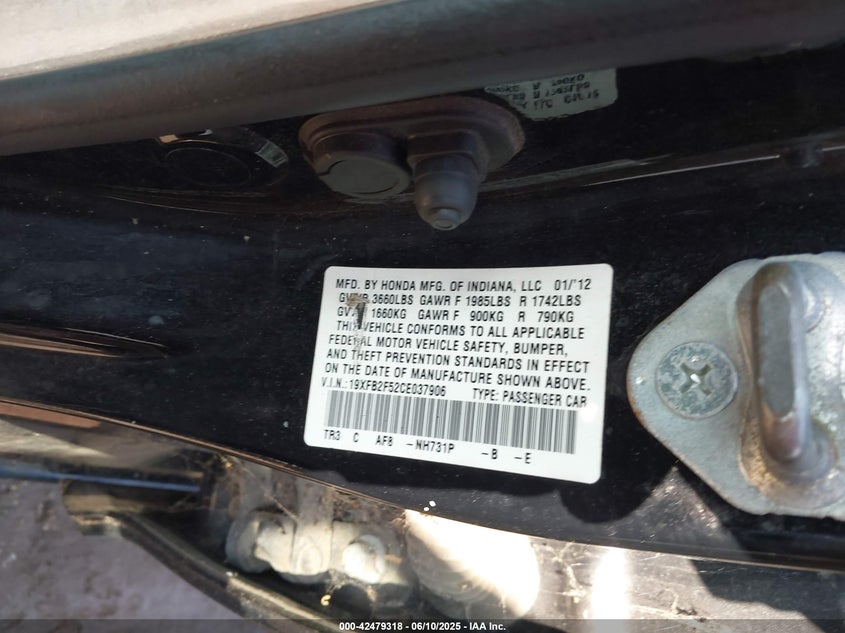 MFD. BY HONDA MFG. OF INDIANA, LLC 01/'12
3660LBS GAWR F 1985LBS R 1742LBS
1660KG GAWR F 900KG R 790KG
VEHICLE CONFORMS TO ALL APPLICABLE
MOTOR VEHICLE SAFETY, BUMPER,
AND THEFT PREVENTION STANDARDS IN EFFECT
ON THE DATE OF MANUFACTURE SHOWN ABOVE.
V.I.N.: 19XFB2F52CE037906 TYPE: PASSENGER CAR
TR3 C AF8 -NH731P -B -E
000-42479318 - 06/10/2025 - IAA Inc.